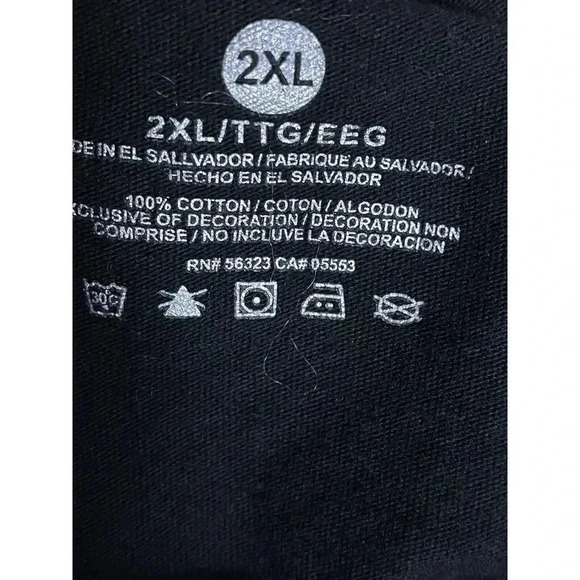 2XL
2XL/TTG/EEG
DE IN EL SALLVADOR / FABRIQUE AU SALVADOR /
HECHO EN EL SALVADOR
100% COTTON / COTON / ALGODON
XCLUSIVE OF DECORATION / DECORATION NON
COMPRISE / NO INCLUVE LA DECORACION
RN# 56323 CA# 05553
30°C